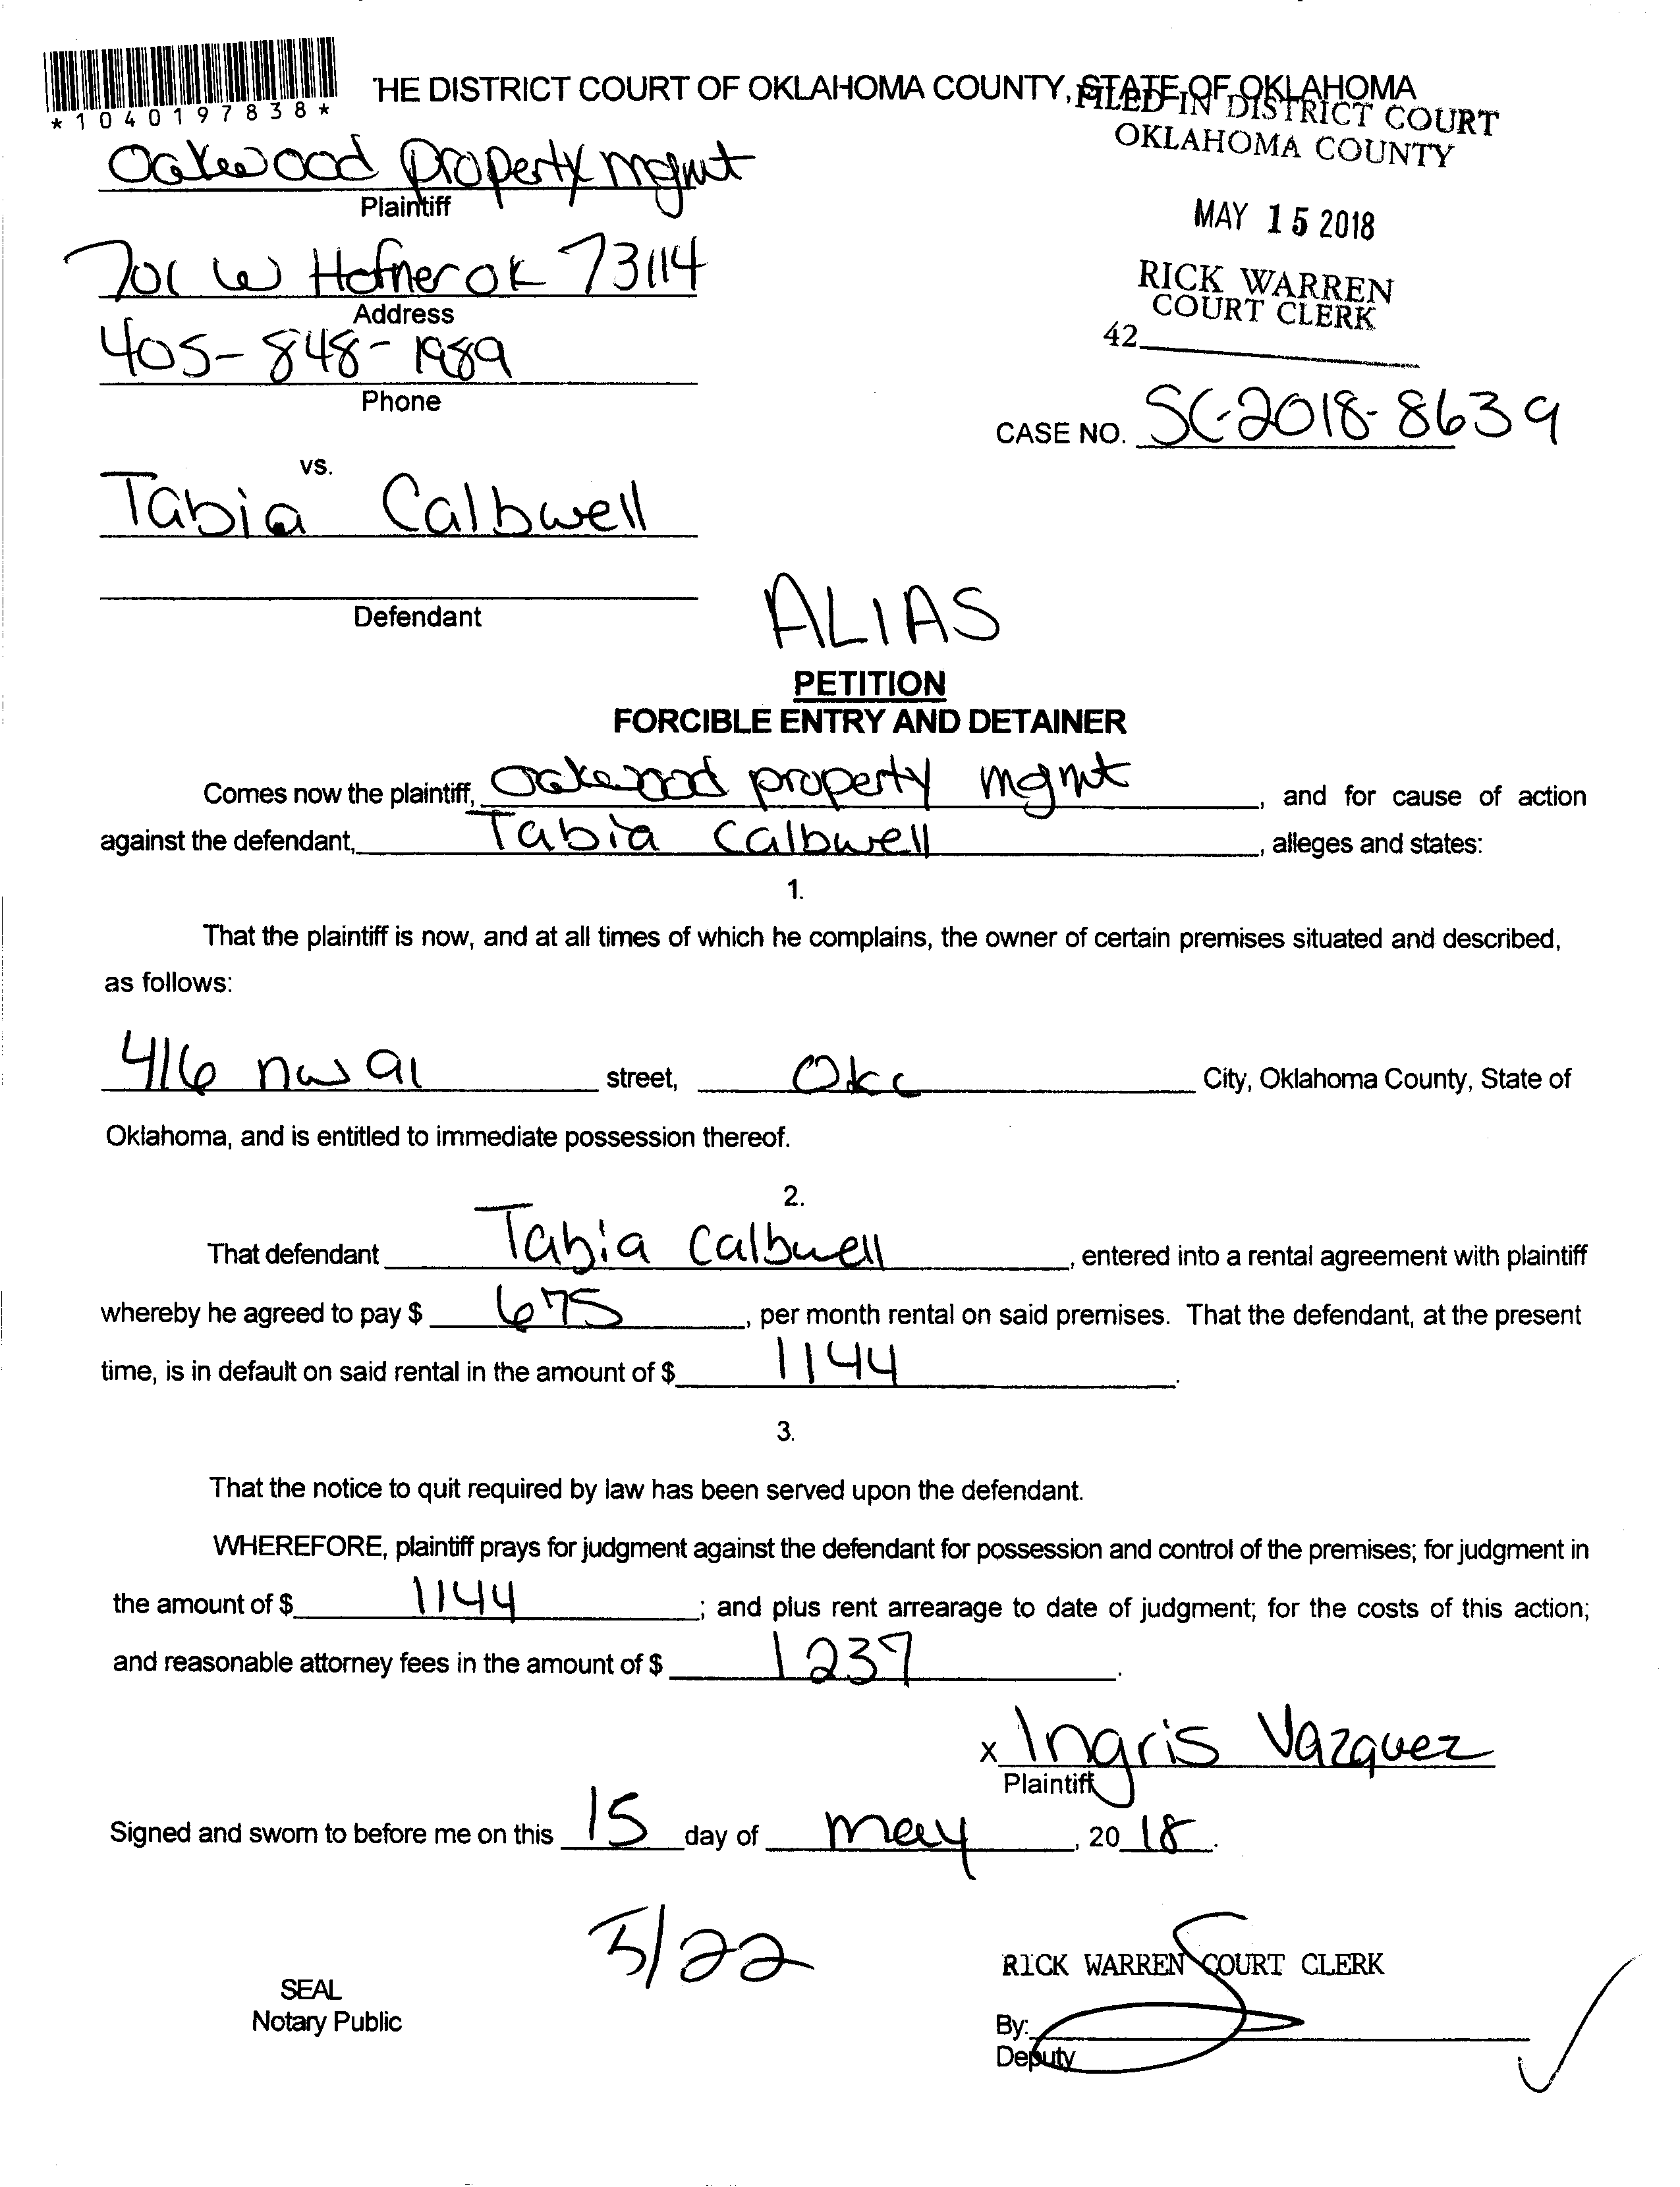 THE DISTRICT COURT OF OKLAHOMA COUNTY, STATE OF OKLAHOMA
*1040197838*
FILED IN DISTRICT COURT
OKLAHOMA COUNTY
Oakwood property mgmt
Plaintiff
MAY 15 2018
701 W Hefner OK 73114
Address
RICK WARREN
COURT CLERK
42
405-848-1989
Phone
CASE NO. SC-2018-8639
vs.
Tabia Calbwell
Defendant
ALIAS
PETITION
FORCIBLE ENTRY AND DETAINER
Comes now the plaintiff, Oakewood property mgmt, and for cause of action
against the defendant, Tabia Calbwell, alleges and states:
1.
That the plaintiff is now, and at all times of which he complains, the owner of certain premises situated and described,
as follows:
416 nw 91 street, Okc City, Oklahoma County, State of
Oklahoma, and is entitled to immediate possession thereof.
2.
That defendant Tabia Calbwell, entered into a rental agreement with plaintiff
whereby he agreed to pay $ 675, per month rental on said premises. That the defendant, at the present
time, is in default on said rental in the amount of $ 1144.
3.
That the notice to quit required by law has been served upon the defendant.
WHEREFORE, plaintiff prays for judgment against the defendant for possession and control of the premises; for judgment in
the amount of $ 1144; and plus rent arrearage to date of judgment; for the costs of this action;
and reasonable attorney fees in the amount of $ 1237.
x Ingris Vazquez
Plaintiff
Signed and sworn to before me on this 15 day of may, 20 18.
5/22
RICK WARREN COURT CLERK
SEAL
Notary Public
By:
Deputy